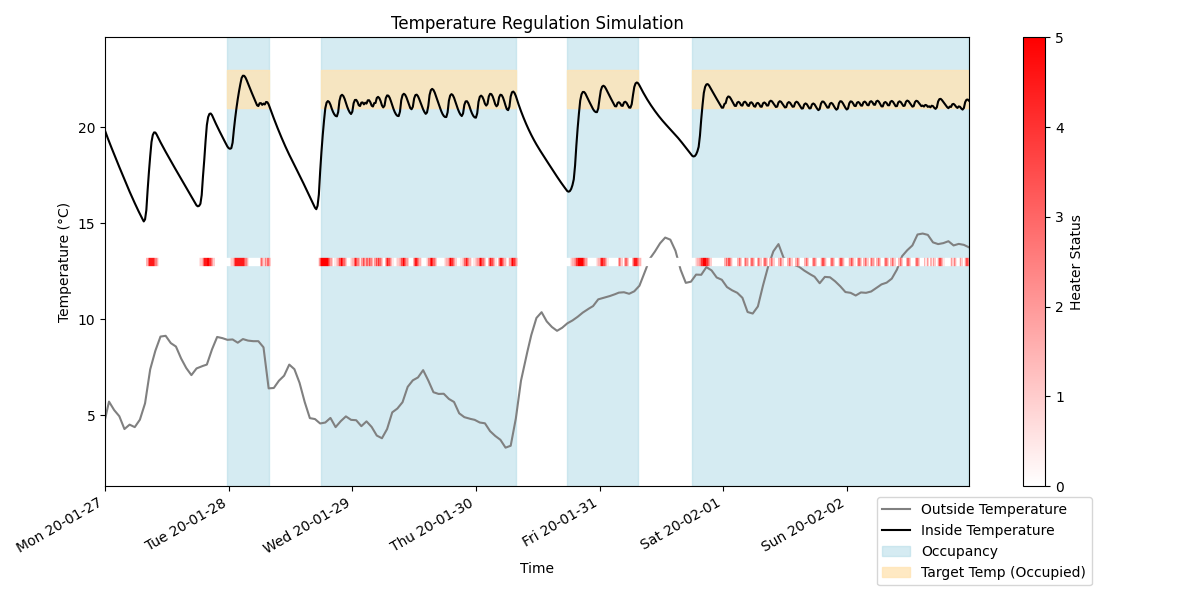 Temperature Regulation Simulation
Temperature (°C)
20
15
10
5
Mon 20-01-27
Tue 20-01-28
Wed 20-01-29
Thu 20-01-30
Fri 20-01-31
Sat 20-02-01
Sun 20-02-02
Time
5
4
3
2
1
0
Heater Status
Outside Temperature
Inside Temperature
Occupancy
Target Temp (Occupied)